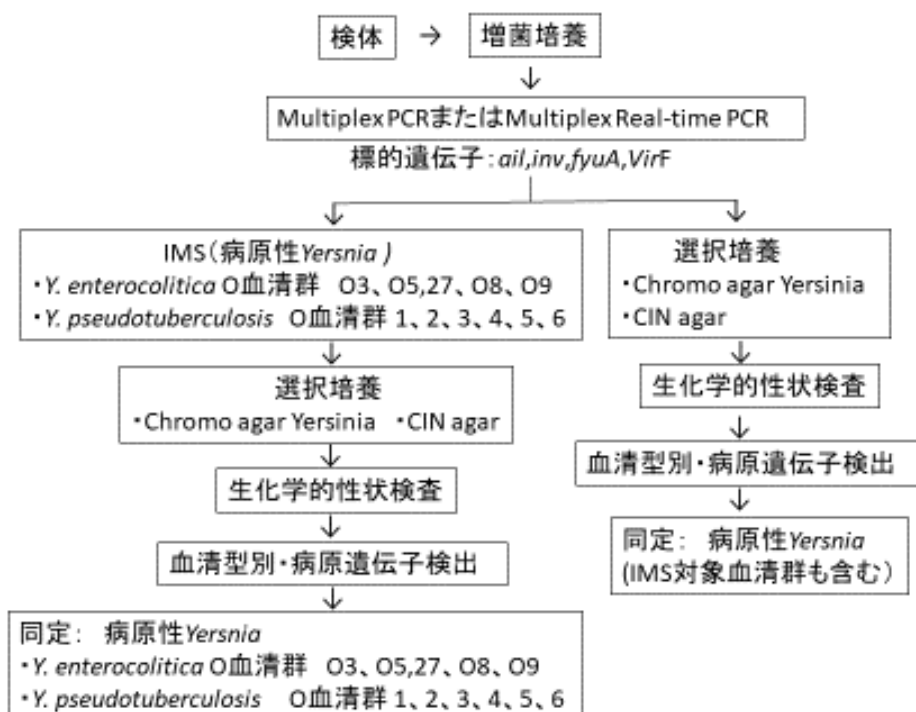 検体 → 増菌培養
Multiplex PCRまたはMultiplex Real-time PCR
標的遺伝子:ail,inv,fyuA,VirF
IMS(病原性Yersnia )
・Y. enterocolitica O血清群 O3、O5,27、O8、O9
・Y. pseudotuberculosis O血清群 1、2、3、4、5、6
選択培養
・Chromo agar Yersinia ・CIN agar
生化学的性状検査
血清型別・病原遺伝子検出
同定: 病原性Yersnia
・Y. enterocolitica O血清群 O3、O5,27、O8、O9
・Y. pseudotuberculosis O血清群 1、2、3、4、5、6
選択培養
・Chromo agar Yersinia
・CIN agar
生化学的性状検査
血清型別・病原遺伝子検出
同定: 病原性Yersnia
(IMS対象血清群も含む)